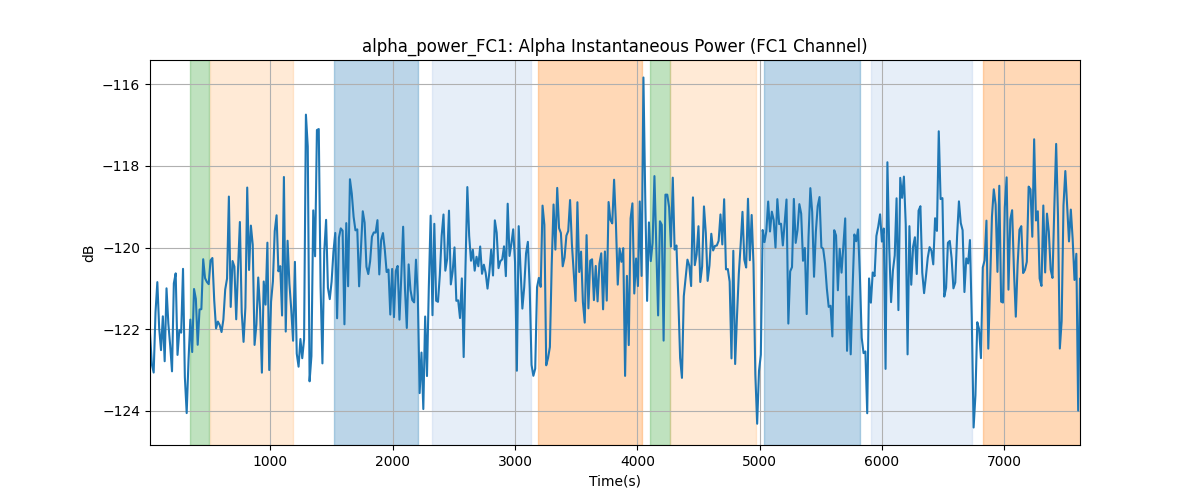 alpha_power_FC1: Alpha Instantaneous Power (FC1 Channel)
−116
−118
−120
−122
−124
dB
1000 2000 3000 4000 5000 6000 7000
Time(s)